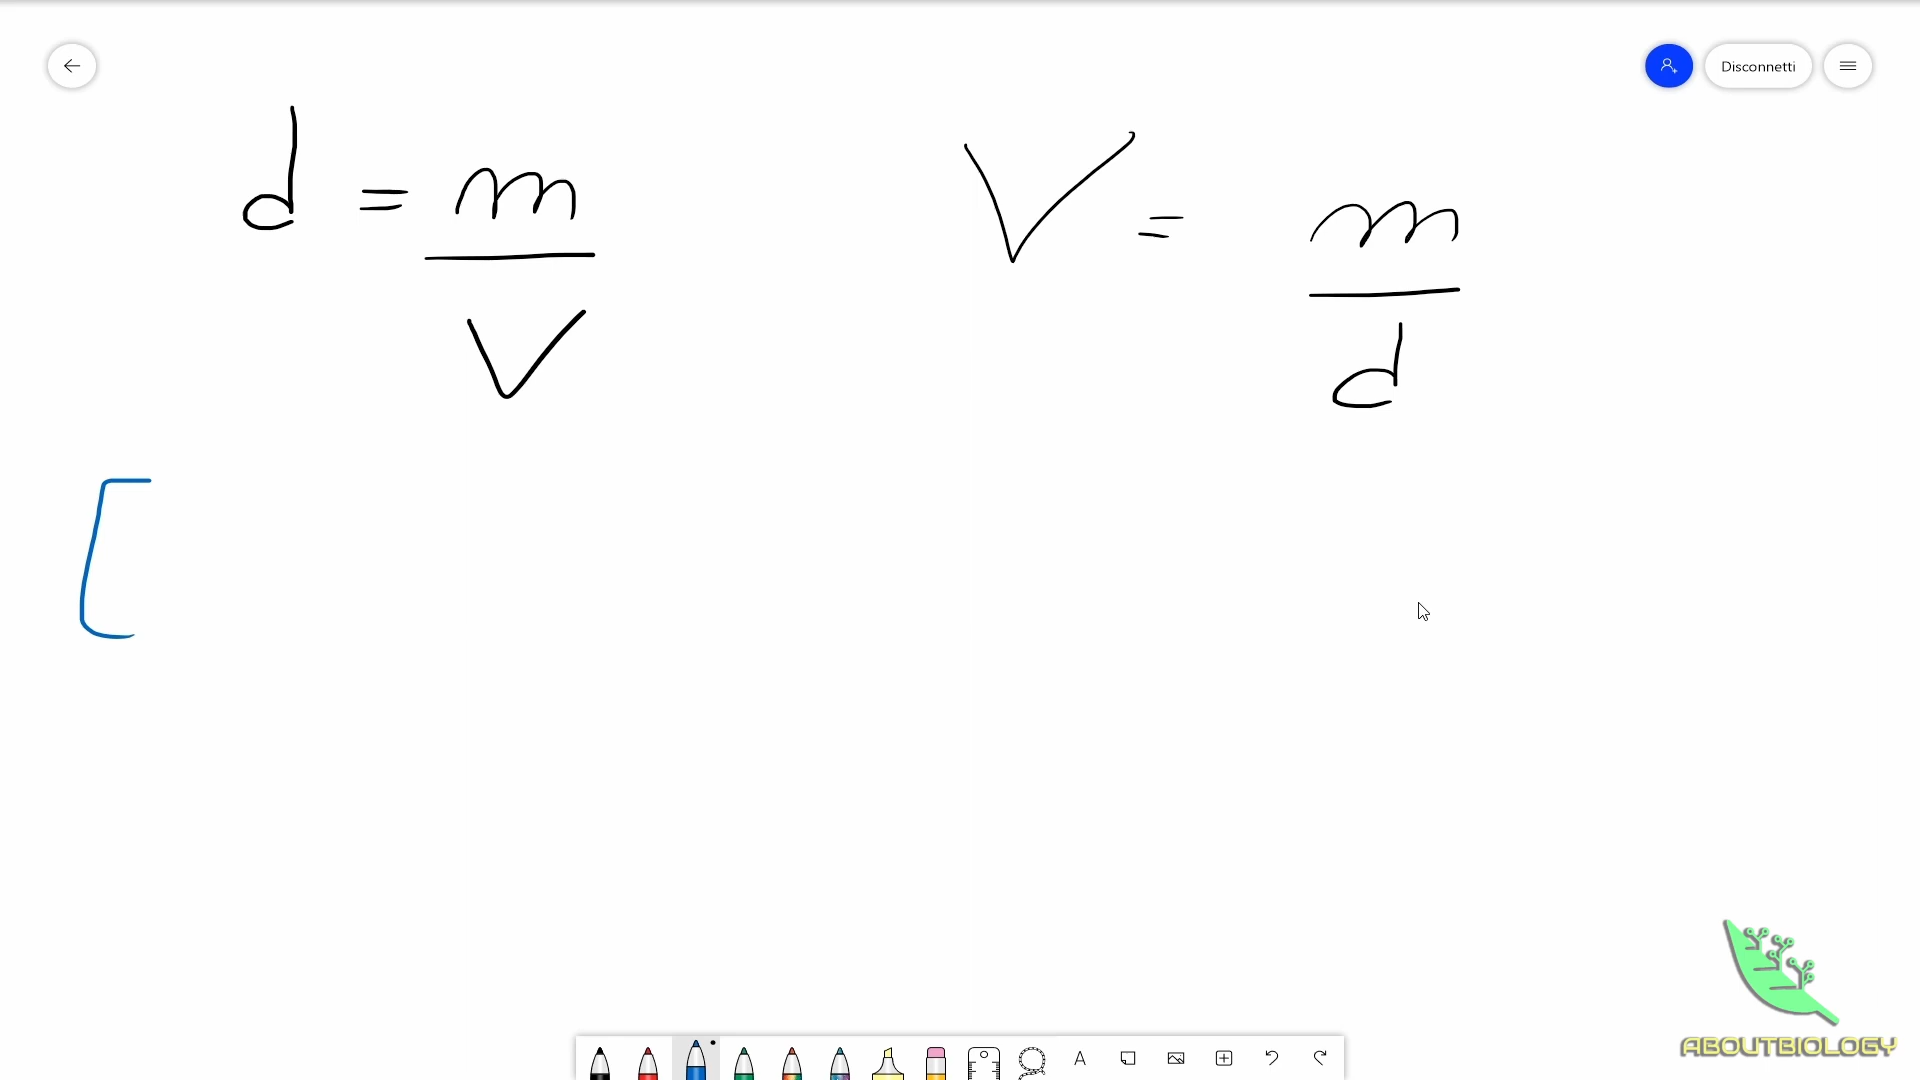 Disconnetti
d = m / V
V = m / d
[
ABOUTBIOLOGY